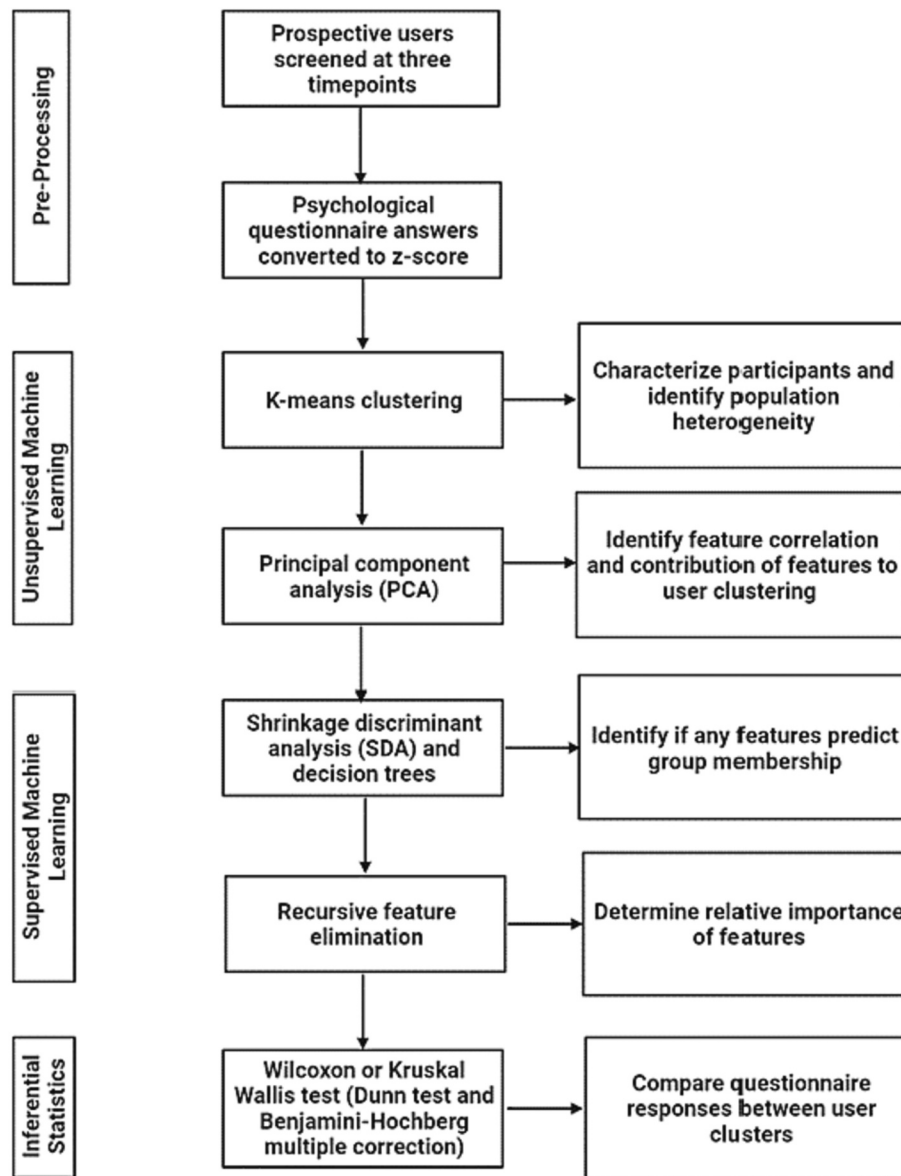 Pre-Processing
Prospective users
screened at three
timepoints
Psychological
questionnaire answers
converted to z-score
Unsupervised Machine
Learning
K-means clustering
Characterize participants and
identify population
heterogeneity
Principal component
analysis (PCA)
Identify feature correlation
and contribution of features to
user clustering
Supervised Machine
Learning
Shrinkage discriminant
analysis (SDA) and
decision trees
Identify if any features predict
group membership
Recursive feature
elimination
Determine relative importance
of features
Inferential
Statistics
Wilcoxon or Kruskal
Wallis test (Dunn test and
Benjamini-Hochberg
multiple correction)
Compare questionnaire
responses between user
clusters